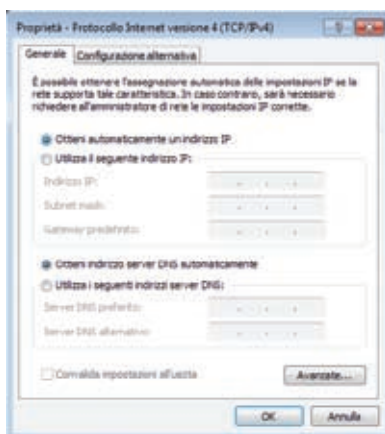 Proprietà - Protocollo Internet versione 4 (TCP/IPv4)
Generale
Configurazione alternativa
È possibile ottenere l'assegnazione automatica delle impostazioni IP se la
rete supporta tale caratteristica. In caso contrario, sarà necessario
richiedere all'amministratore di rete le impostazioni IP corrette.
Ottieni automaticamente un indirizzo IP
Utilizza il seguente indirizzo IP:
Indirizzo IP:
Subnet mask:
Gateway predefinito:
Ottieni indirizzo server DNS automaticamente
Utilizza i seguenti indirizzi server DNS:
Server DNS preferito:
Server DNS alternativo:
Convalida impostazioni all'uscita
Avanzate...
OK
Annulla